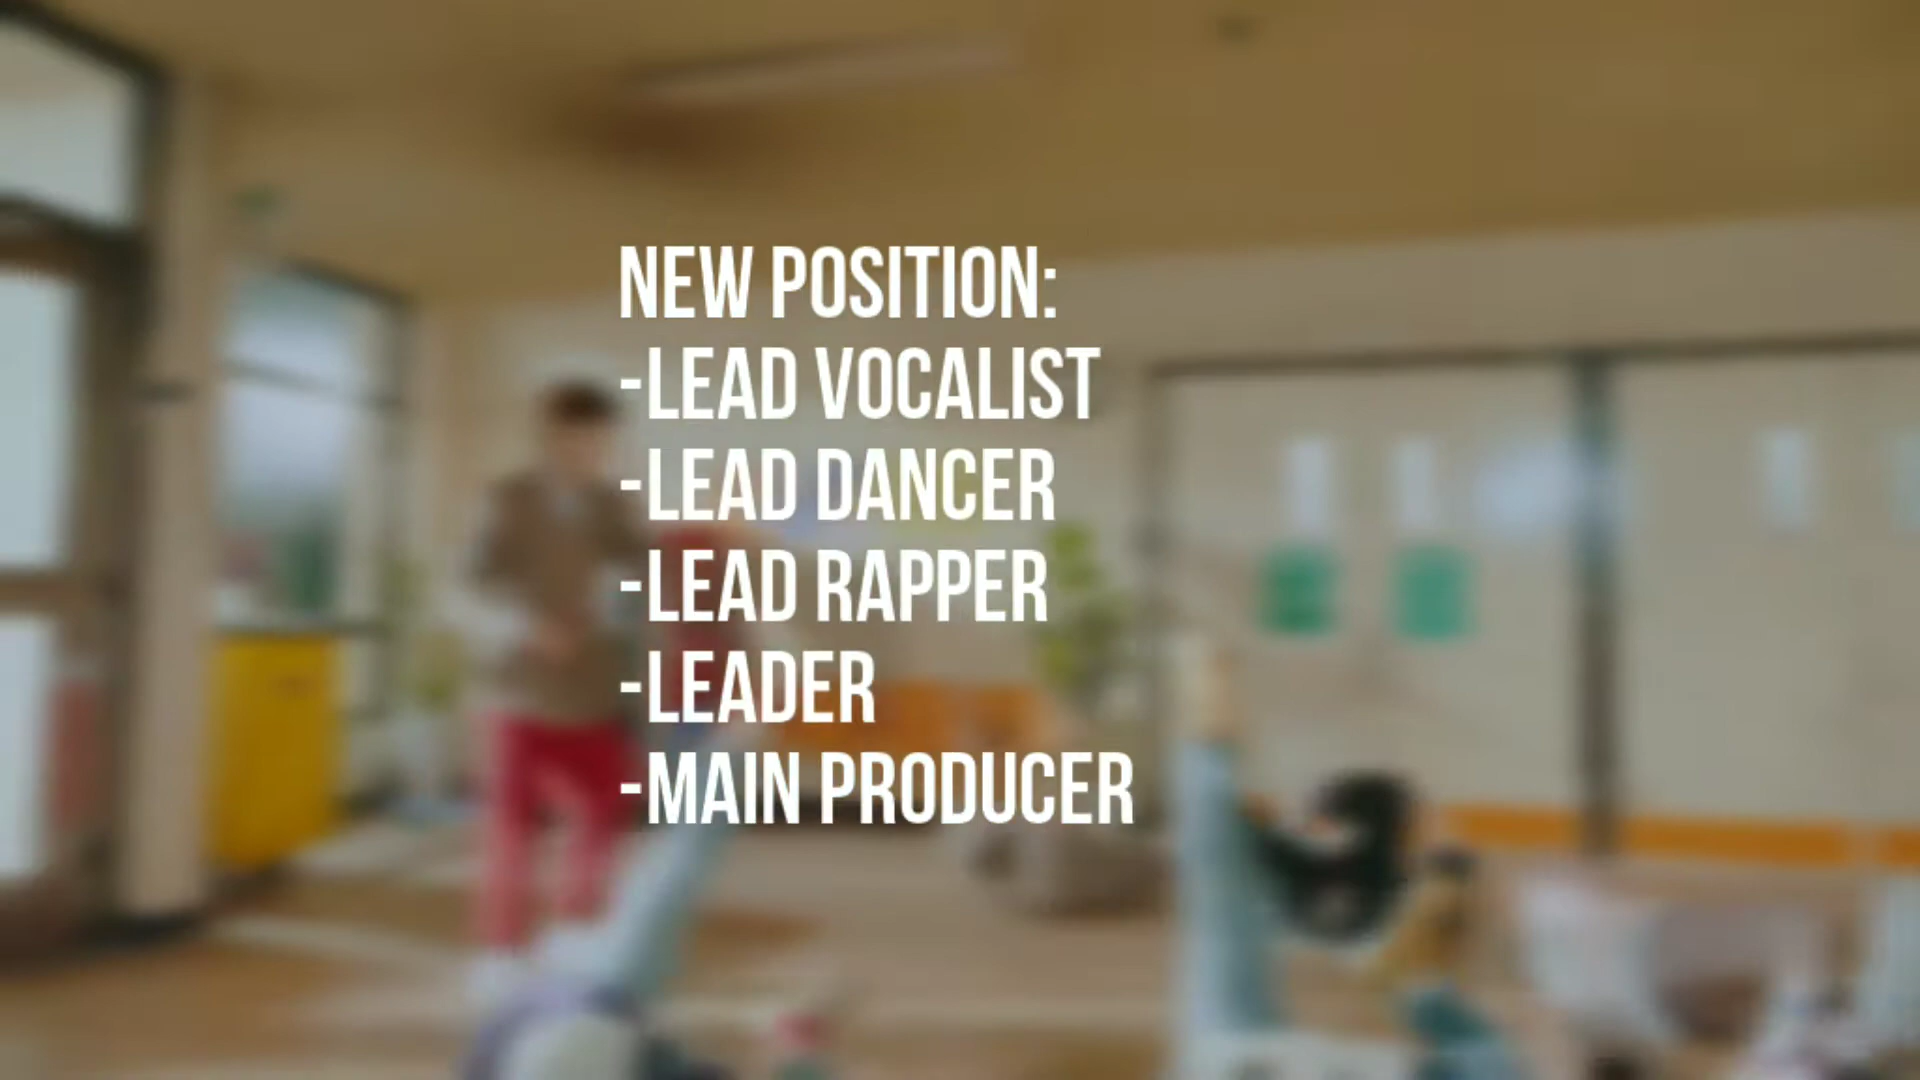 NEW POSITION:
-LEAD VOCALIST
-LEAD DANCER
-LEAD RAPPER
-LEADER
-MAIN PRODUCER